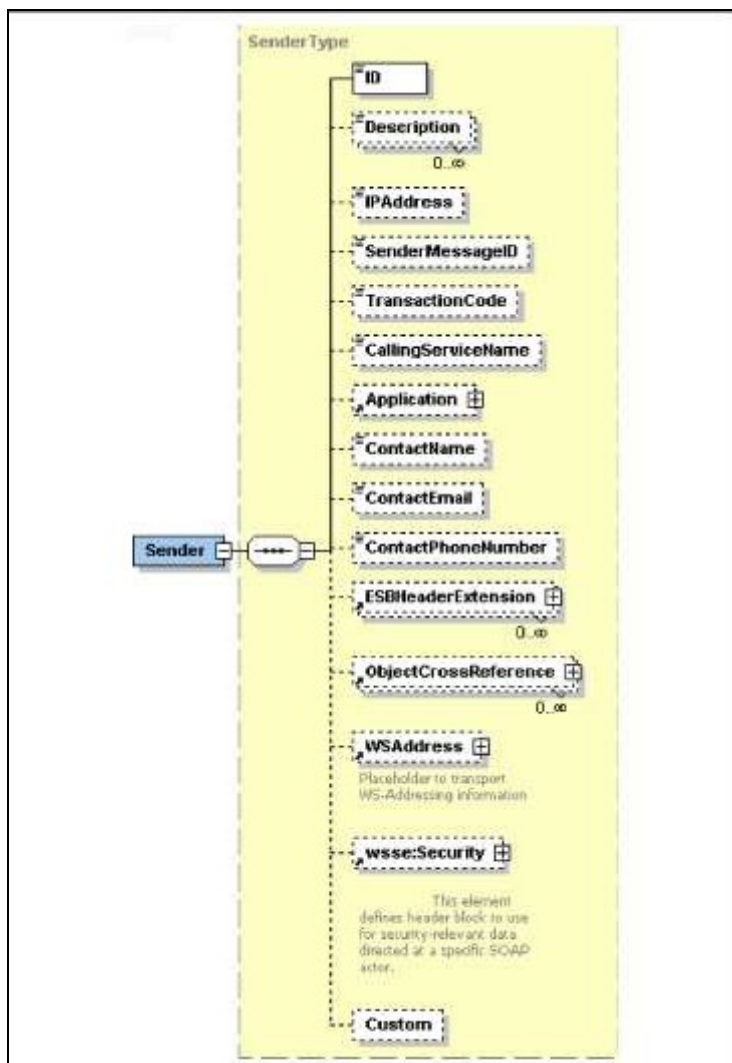 SenderType
ID
Description
0..∞
IPAddress
SenderMessageID
TransactionCode
CallingServiceName
Application
ContactName
ContactEmail
Sender
ContactPhoneNumber
ESBHeaderExtension
0..∞
ObjectCrossReference
0..∞
WSAddress
Placeholder to transport
WS-Addressing information
wsse:Security
This element
defines header block to use
for security-relevant data
directed at a specific SOAP
actor.
Custom